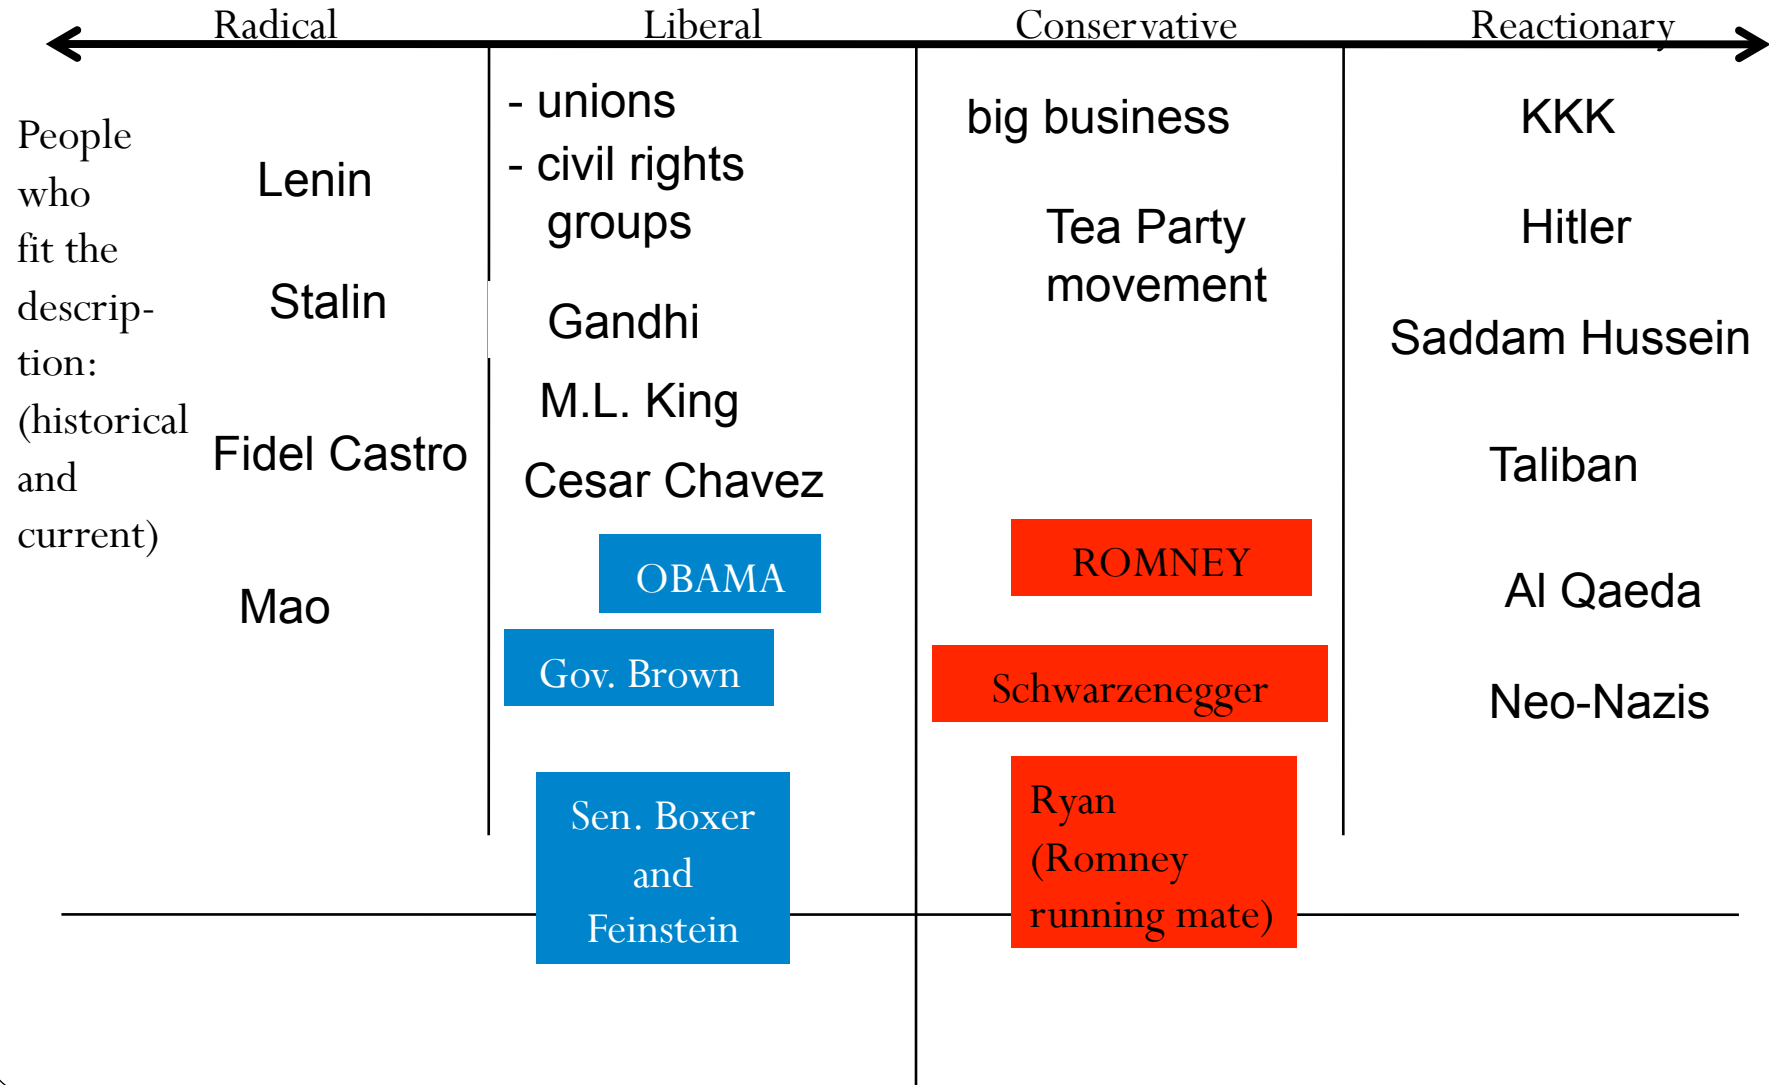 Radical
Liberal
Conservative
Reactionary
People
who
fit the
descrip-
tion:
(historical
and
current)
Lenin
Stalin
Fidel Castro
Mao
- unions
- civil rights
groups
Gandhi
M.L. King
Cesar Chavez
OBAMA
Gov. Brown
Sen. Boxer
and
Feinstein
big business
Tea Party
movement
ROMNEY
Schwarzenegger
Ryan
(Romney
running mate)
KKK
Hitler
Saddam Hussein
Taliban
Al Qaeda
Neo-Nazis